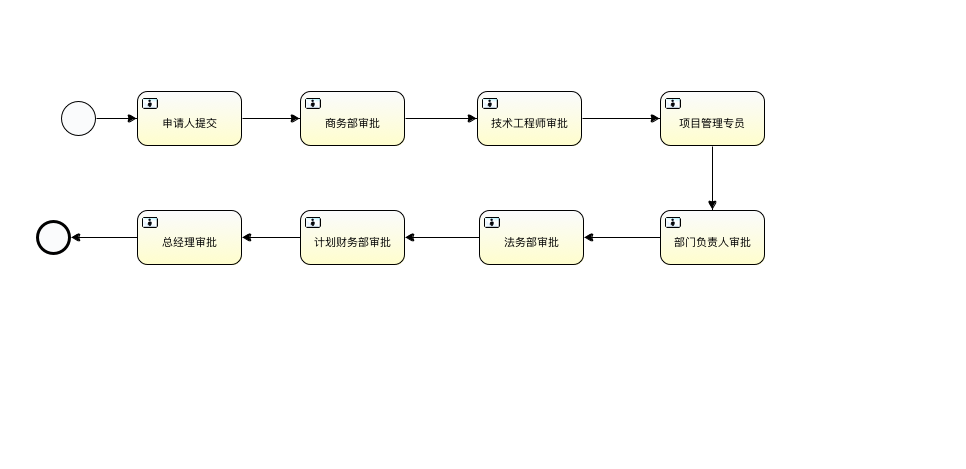 申请人提交
商务部审批
技术工程师审批
项目管理专员
总经理审批
计划财务部审批
法务部审批
部门负责人审批